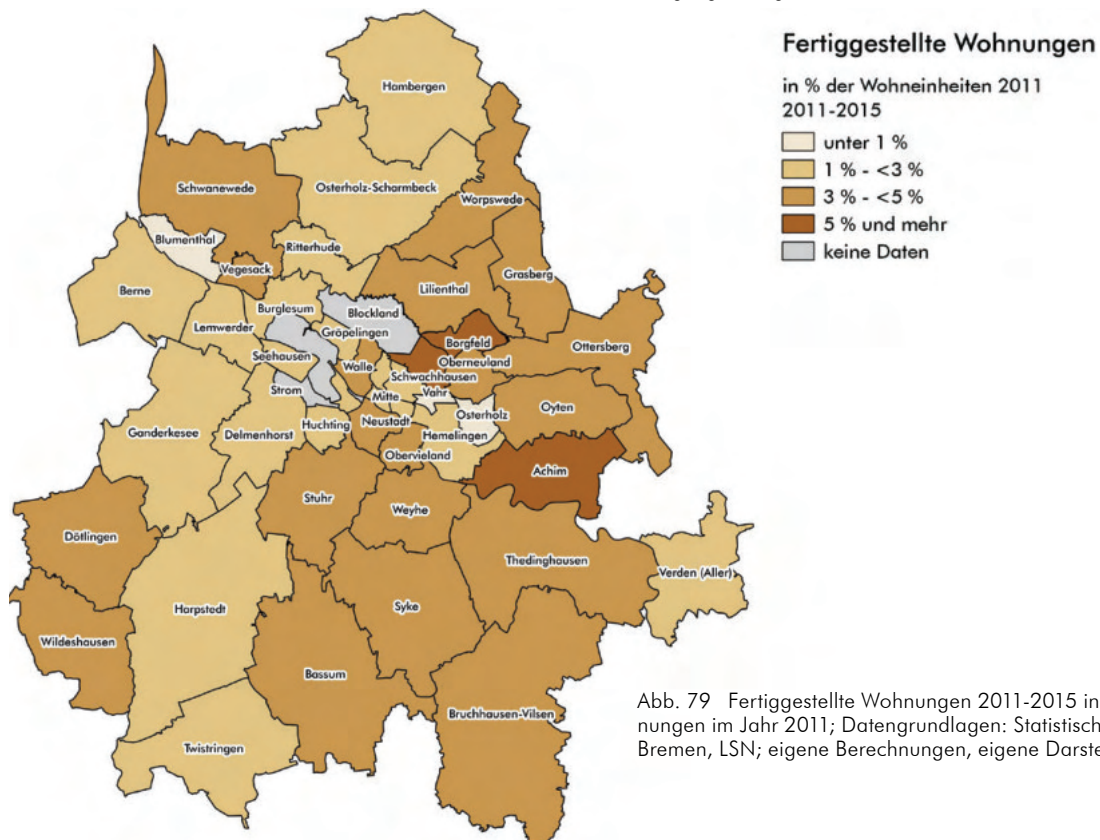 Fertiggestellte Wohnungen
in % der Wohneinheiten 2011
2011-2015
unter 1 %
1 % - <3 %
3 % - <5 %
5 % und mehr
keine Daten
Hambergen
Schwanewede
Osterholz-Scharmbeck
Worpswede
Blumenthal
Ritterhude
Vegesack
Grasberg
Berne
Lilienthal
Burglesum
Blockland
Lemwerder
Gröpelingen
Borgfeld
Ottersberg
Seehausen
Oberneuland
Walle
Schwachhausen
Strom
Mitte
Vahr
Oyten
Osterholz
Huchting
Neustadt
Ganderkesee
Delmenhorst
Hemelingen
Obervieland
Achim
Stuhr
Weyhe
Dötlingen
Thedinghausen
Verden (Aller)
Harpstedt
Syke
Wildeshausen
Bassum
Bruchhausen-Vilsen
Twistringen
Abb. 79 Fertiggestellte Wohnungen 2011-2015 in
nungen im Jahr 2011; Datengrundlagen: Statistisch
Bremen, LSN; eigene Berechnungen, eigene Darste